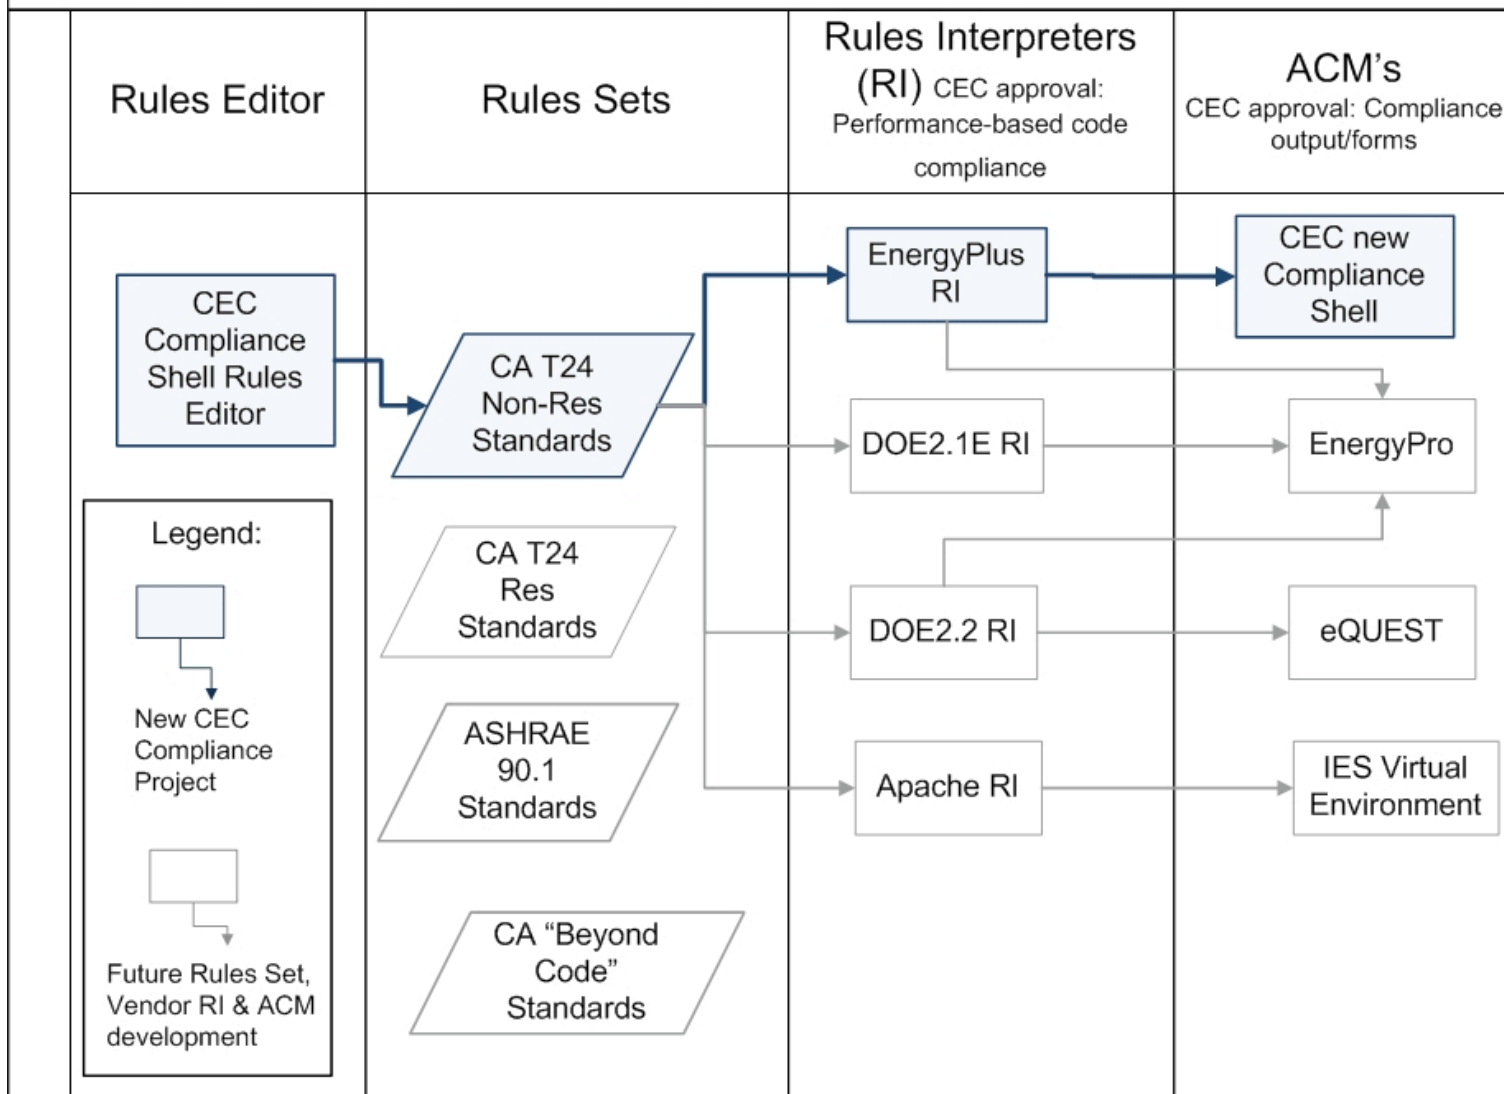 Rules Editor
Rules Sets
Rules Interpreters
(RI) CEC approval:
Performance-based code
compliance
ACM's
CEC approval: Compliance
output/forms
CEC
Compliance
Shell Rules
Editor
CA T24
Non-Res
Standards
EnergyPlus
RI
CEC new
Compliance
Shell
DOE2.1E RI
EnergyPro
Legend:
New CEC
Compliance
Project
Future Rules Set,
Vendor RI & ACM
development
CA T24
Res
Standards
DOE2.2 RI
eQUEST
ASHRAE
90.1
Standards
Apache RI
IES Virtual
Environment
CA “Beyond
Code”
Standards